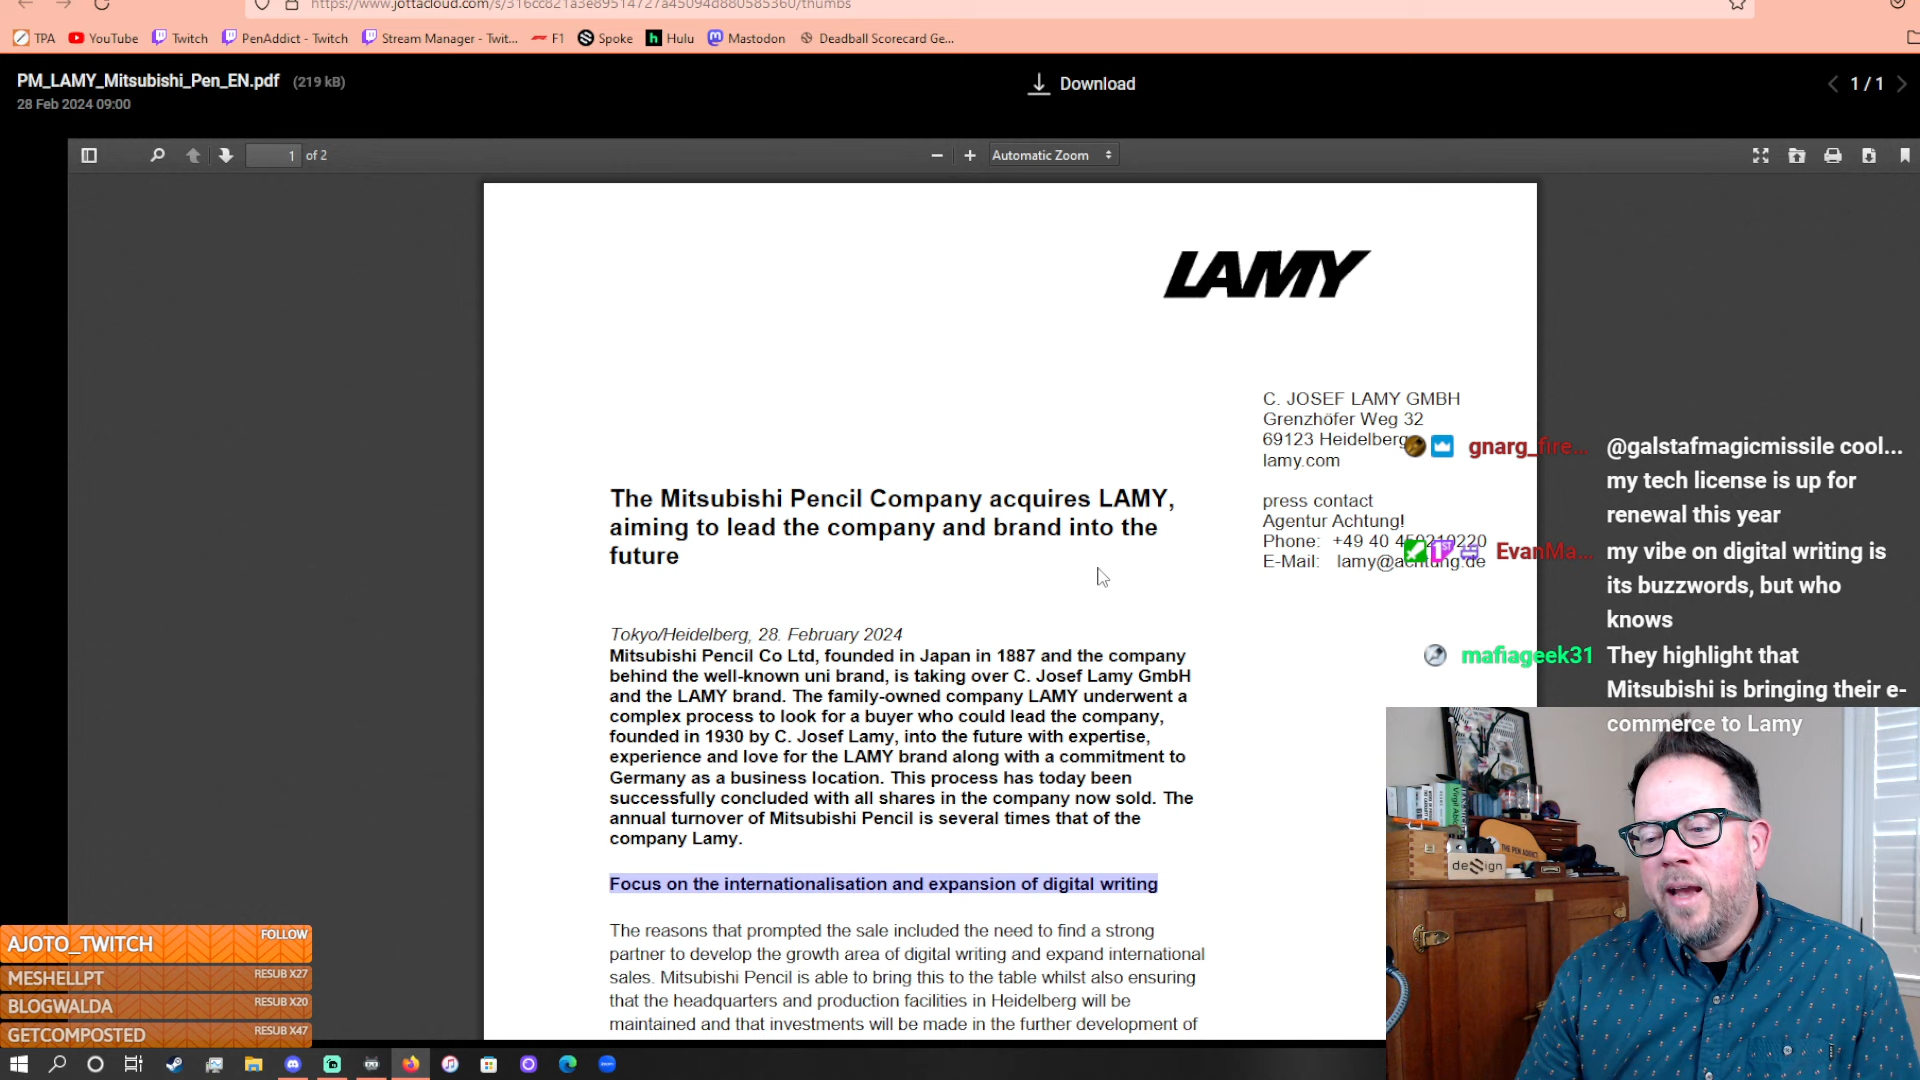 https://www.jottacloud.com/s/316cc821a3e89514727a45094d880585360/thumbs
TPA YouTube Twitch PenAddict - Twitch Stream Manager - Twit... F1 Spoke Hulu Mastodon Deadball Scorecard Ge...
PM_LAMY_Mitsubishi_Pen_EN.pdf (219 kB)
28 Feb 2024 09:00
Download
1 / 1
1 of 2
Automatic Zoom
LAMY
C. JOSEF LAMY GMBH
Grenzhöfer Weg 32
69123 Heidelberg
lamy.com
press contact
Agentur Achtung!
Phone: +49 40 450210220
E-Mail: lamy@achtung.de
The Mitsubishi Pencil Company acquires LAMY,
aiming to lead the company and brand into the
future
Tokyo/Heidelberg, 28. February 2024
Mitsubishi Pencil Co Ltd, founded in Japan in 1887 and the company
behind the well-known uni brand, is taking over C. Josef Lamy GmbH
and the LAMY brand. The family-owned company LAMY underwent a
complex process to look for a buyer who could lead the company,
founded in 1930 by C. Josef Lamy, into the future with expertise,
experience and love for the LAMY brand along with a commitment to
Germany as a business location. This process has today been
successfully concluded with all shares in the company now sold. The
annual turnover of Mitsubishi Pencil is several times that of the
company Lamy.
Focus on the internationalisation and expansion of digital writing
The reasons that prompted the sale included the need to find a strong
partner to develop the growth area of digital writing and expand international
sales. Mitsubishi Pencil is able to bring this to the table whilst also ensuring
that the headquarters and production facilities in Heidelberg will be
maintained and that investments will be made in the further development of
gnarg_fire... @galstafmagicmissile cool...
my tech license is up for
renewal this year
EvanMa... my vibe on digital writing is
its buzzwords, but who
knows
mafiageek31 They highlight that
Mitsubishi is bringing their e-
commerce to Lamy
THE PEN ADDICT
AJOTO_TWITCH FOLLOW
MESHELLPT RESUB X27
BLOGWALDA RESUB X20
GETCOMPOSTED RESUB X47